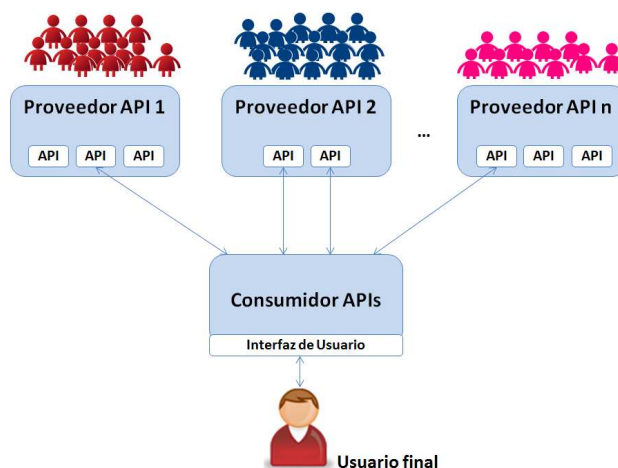 Proveedor API 1
API API API
Proveedor API 2
API API
...
Proveedor API n
API API API
Consumidor APIs
Interfaz de Usuario
Usuario final